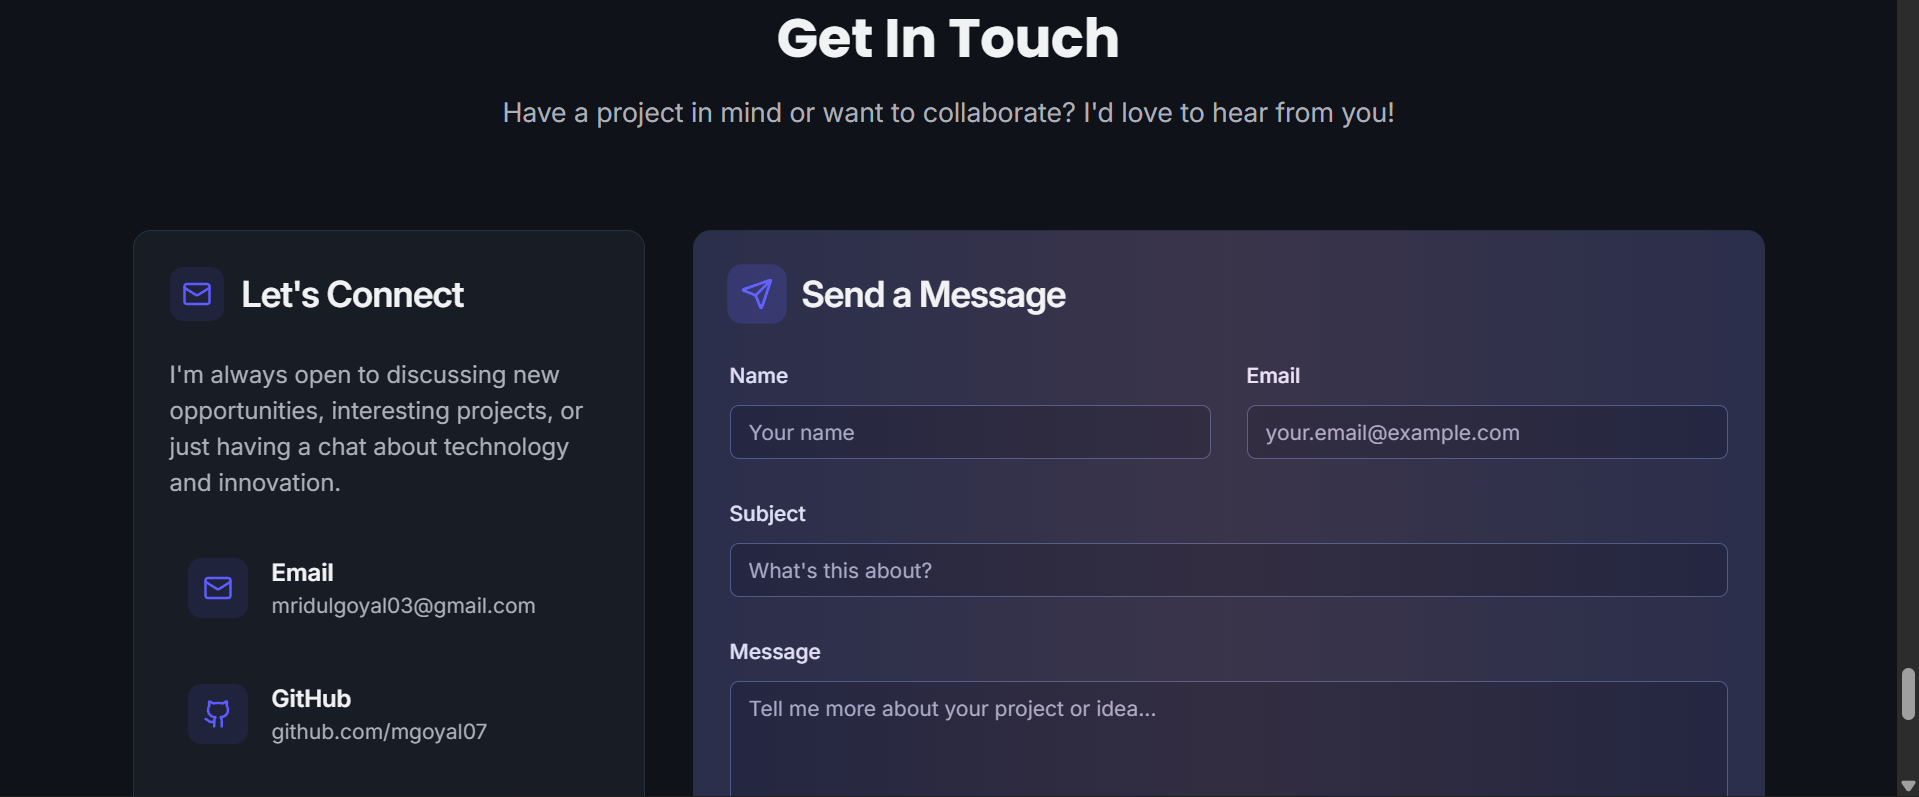 Get In Touch
Have a project in mind or want to collaborate? I'd love to hear from you!
Let's Connect
I'm always open to discussing new
opportunities, interesting projects, or
just having a chat about technology
and innovation.
Email
mridulgoyal03@gmail.com
GitHub
github.com/mgoyal07
Send a Message
Name
Email
Your name
your.email@example.com
Subject
What's this about?
Message
Tell me more about your project or idea...